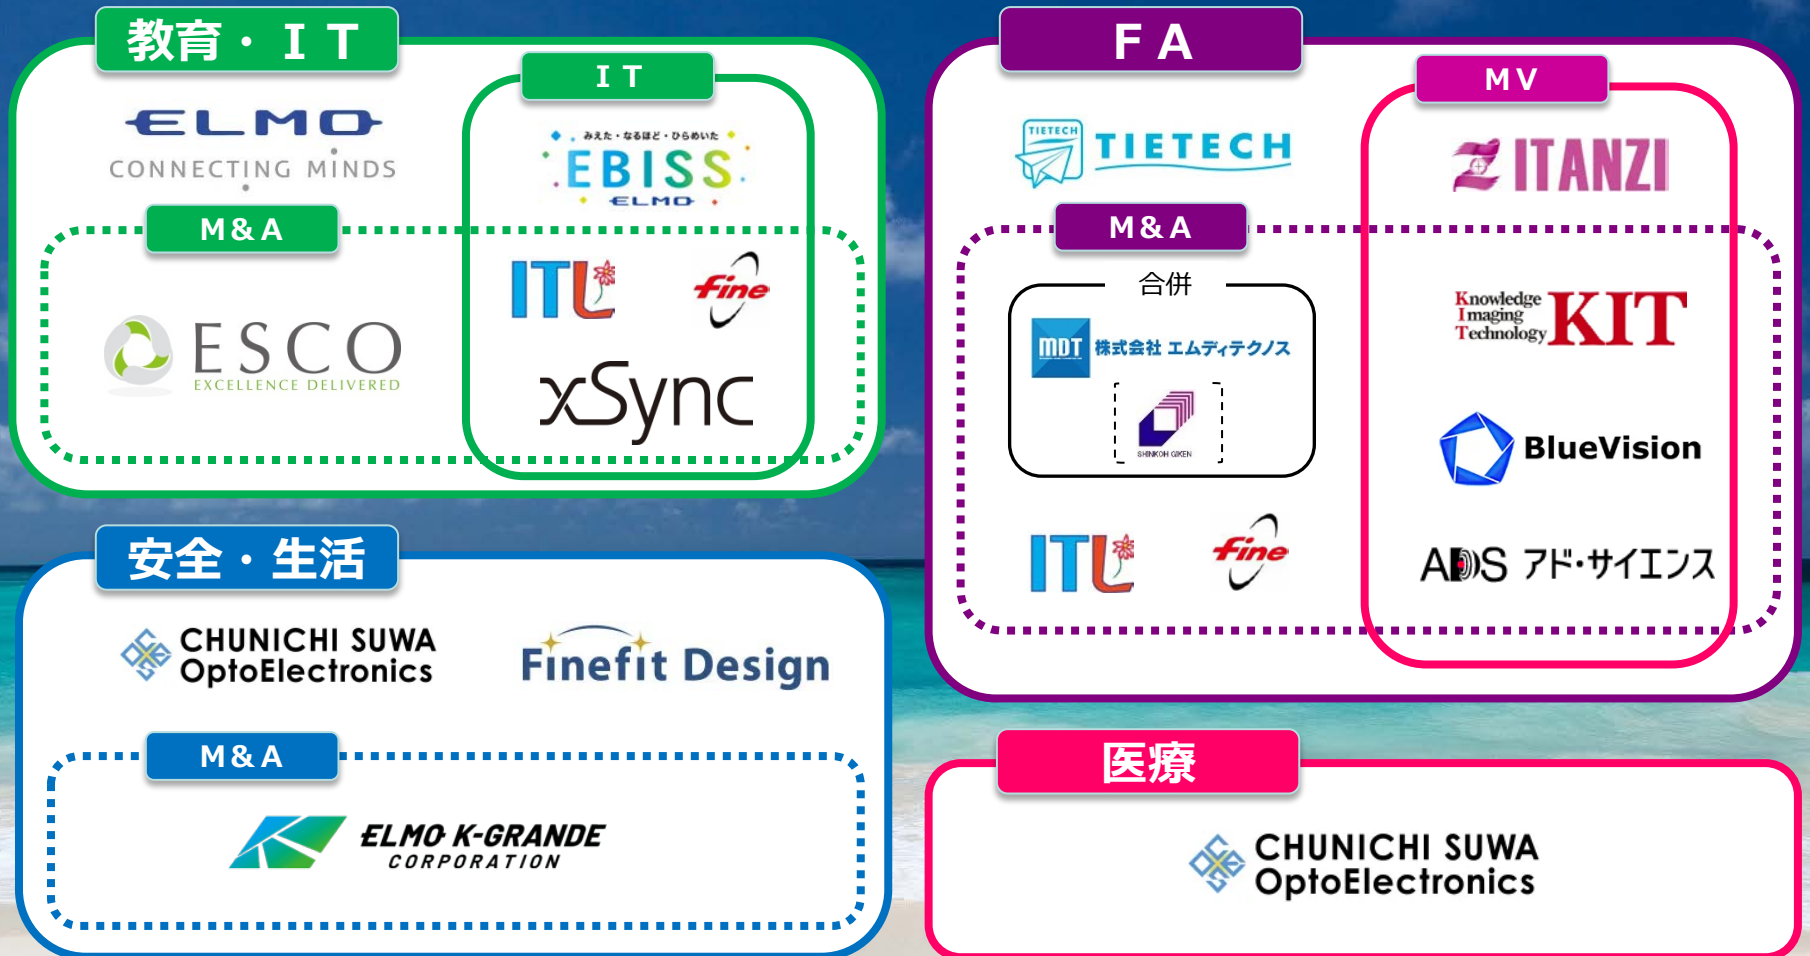 教育・ＩＴ
ＩＴ
ELMO
CONNECTING MINDS
みえた・なるほど・ひらめいた
EBISS
ELMO
M&A
ESCO
EXCELLENCE DELIVERED
ITL
fine
xSync
安全・生活
CHUNICHI SUWA
OptoElectronics
Finefit Design
M&A
ELMO K-GRANDE
CORPORATION
ＦＡ
ＭＶ
TIETECH
TIETECH
ITANZI
M&A
合併
MDT
株式会社 エムディテクノス
SHINKOH GIKEN
Knowledge
Imaging
Technology
KIT
BlueVision
ITL
fine
ADS アド・サイエンス
医療
CHUNICHI SUWA
OptoElectronics